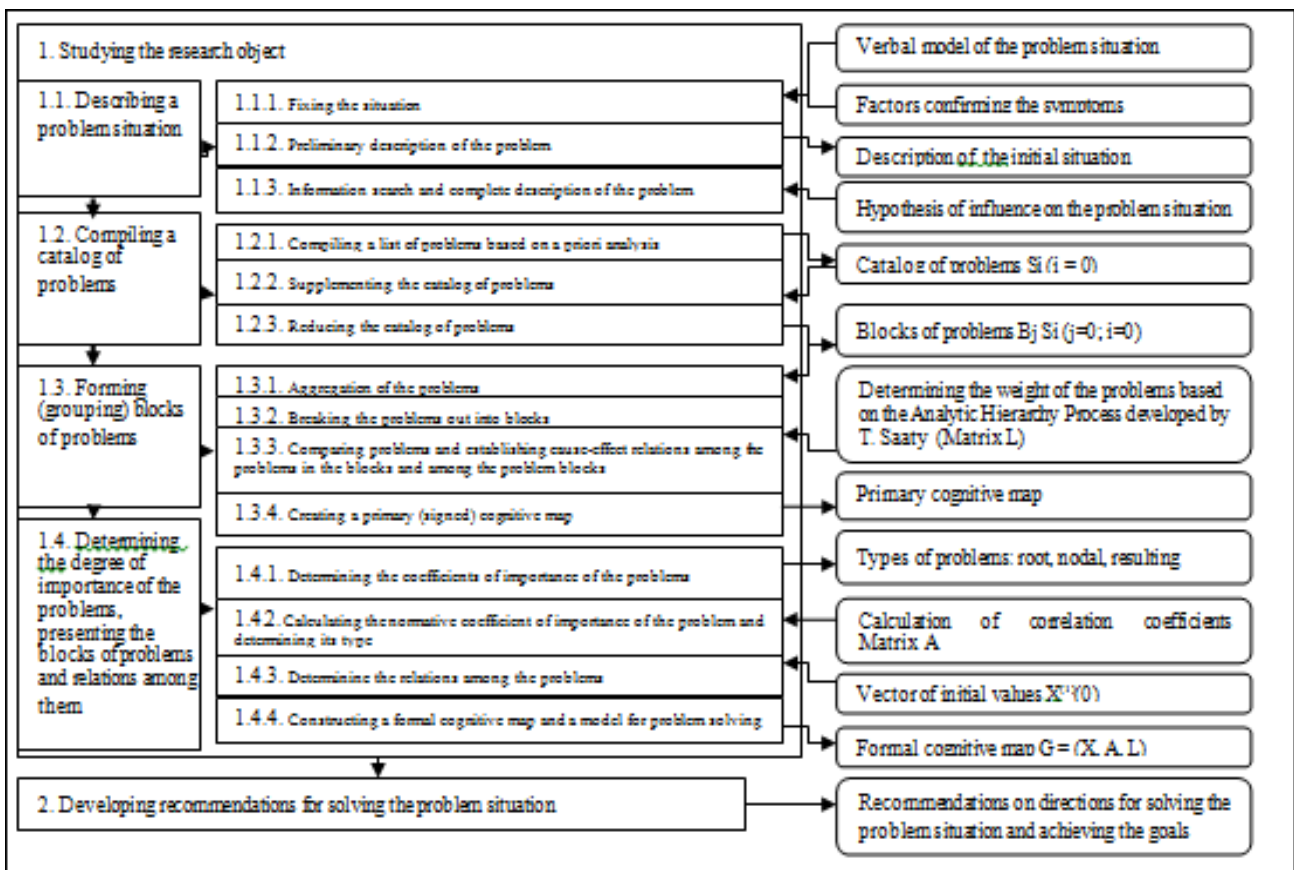 1. Studying the research object
1.1. Describing a
problem situation
1.1.1. Fixing the situation
1.1.2. Preliminary description of the problem
1.1.3. Information search and complete description of the problem
1.2. Compiling a
catalog of
problems
1.2.1. Compiling a list of problems based on a priori analysis
1.2.2. Supplementing the catalog of problems
1.2.3. Reducing the catalog of problems
1.3. Forming
(grouping) blocks
of problems
1.3.1. Aggregation of the problems
1.3.2. Breaking the problems out into blocks
1.3.3. Comparing problems and establishing cause-effect relations among the
problems in the blocks and among the problem blocks
1.3.4. Creating a primary (signed) cognitive map
1.4. Determining
the degree of
importance of the
problems,
presenting the
blocks of problems
and relations among
them
1.4.1. Determining the coefficients of importance of the problems
1.42. Calculating the normative coefficient of importance of the problem and
determining its type
1.4.3. Determining the relations among the problems
1.4.4. Constructing a formal cognitive map and a model for problem solving
2. Developing recommendations for solving the problem situation
Verbal model of the problem situation
Factors confirming the symptoms
Description of the initial situation
Hypothesis of influence on the problem situation
Catalog of problems Si (i = 0)
Blocks of problems Bj Si (j=0; i=0)
Determining the weight of the problems based
on the Analytic Hierarchy Process developed by
T. Saaty (Matrix L)
Primary cognitive map
Types of problems: root, nodal, resulting
Calculation of correlation coefficients
Matrix A
Vector of initial values
Formal cognitive map G = (X, A, L)
Recommendations on directions for solving the
problem situation and achieving the goals